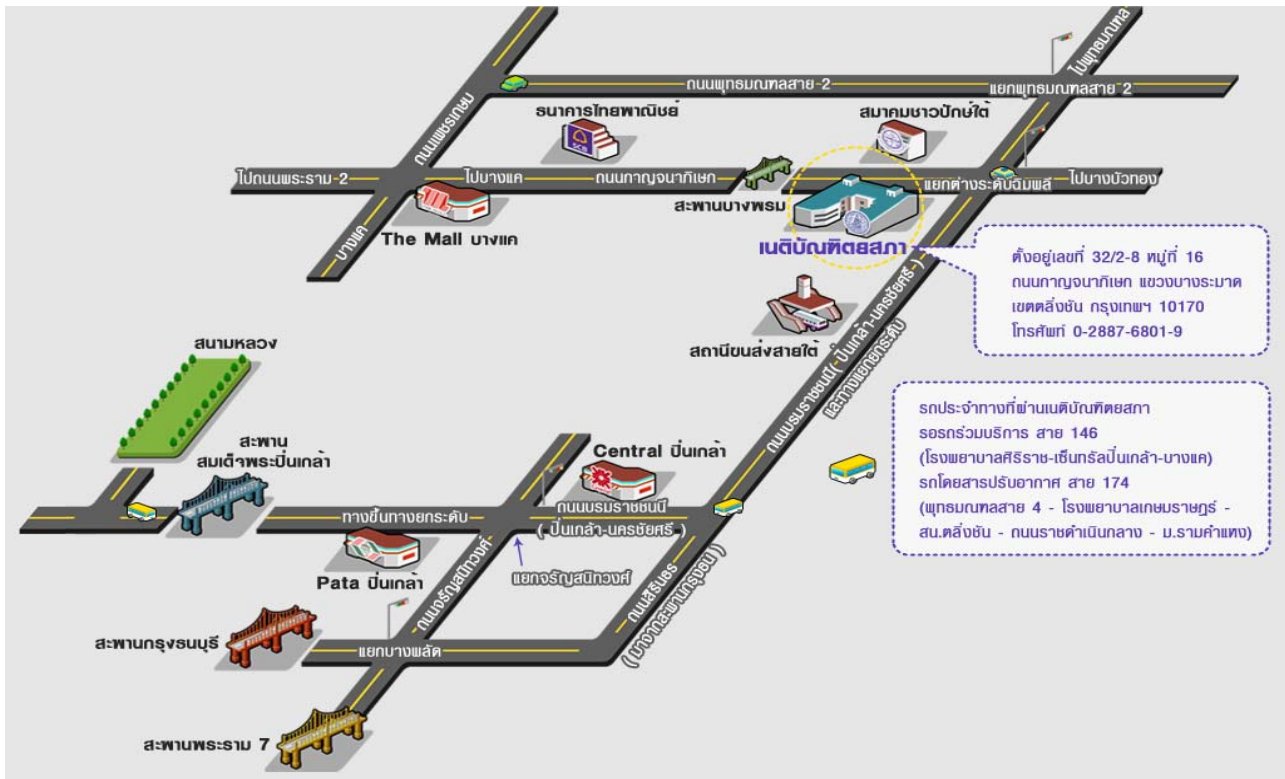 ไปพุทธมณฑล
ถนนพุทธมณฑลสาย 2
แยกพุทธมณฑลสาย 2
ธนาคารไทยพาณิชย์
SCB
สมาคมชาวปักษ์ใต้
ถนนเพชรเกษม
ไปถนนพระราม 2
ไปบางแค
ถนนกาญจนาภิเษก
แยกต่างระดับฉิมพลี
ไปบางบัวทอง
สะพานบางพรม
บางแค
The Mall บางแค
เนติบัณฑิตยสภา
ตั้งอยู่เลขที่ 32/2-8 หมู่ที่ 16
ถนนกาญจนาภิเษก แขวงบางระมาด
เขตตลิ่งชัน กรุงเทพฯ 10170
โทรศัพท์ 0-2887-6801-9
สถานีขนส่งสายใต้
ถนนบรมราชชนนี( ปิ่นเกล้า-นครชัยศรี )
และทางแยกยกระดับ
สนามหลวง
สะพาน
สมเด็จพระปิ่นเกล้า
Central ปิ่นเกล้า
รถประจำทางที่ผ่านเนติบัณฑิตยสภา
รอรถร่วมบริการ สาย 146
(โรงพยาบาลศิริราช-เซ็นทรัลปิ่นเกล้า-บางแค)
รถโดยสารปรับอากาศ สาย 174
(พุทธมณฑลสาย 4 - โรงพยาบาลเกษมราษฎร์ -
สน.ตลิ่งชัน - ถนนราชดำเนินกลาง - ม.รามคำแหง)
ทางขึ้นทางยกระดับ
ถนนบรมราชชนนี
( ปิ่นเกล้า-นครชัยศรี )
Pata ปิ่นเกล้า
แยกจรัญสนิทวงศ์
ถนนจรัญสนิทวงศ์
ถนนสิรินธร
( มาจากสะพานกรุงธน )
สะพานกรุงธนบุรี
แยกบางพลัด
สะพานพระราม 7